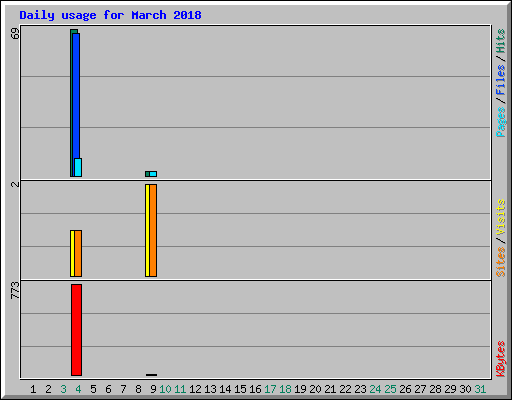 Daily usage for March 2018
69
2
773
Pages / Files / Hits
Sites / Visits
KBytes
1 2 3 4 5 6 7 8 9 10 11 12 13 14 15 16 17 18 19 20 21 22 23 24 25 26 27 28 29 30 31